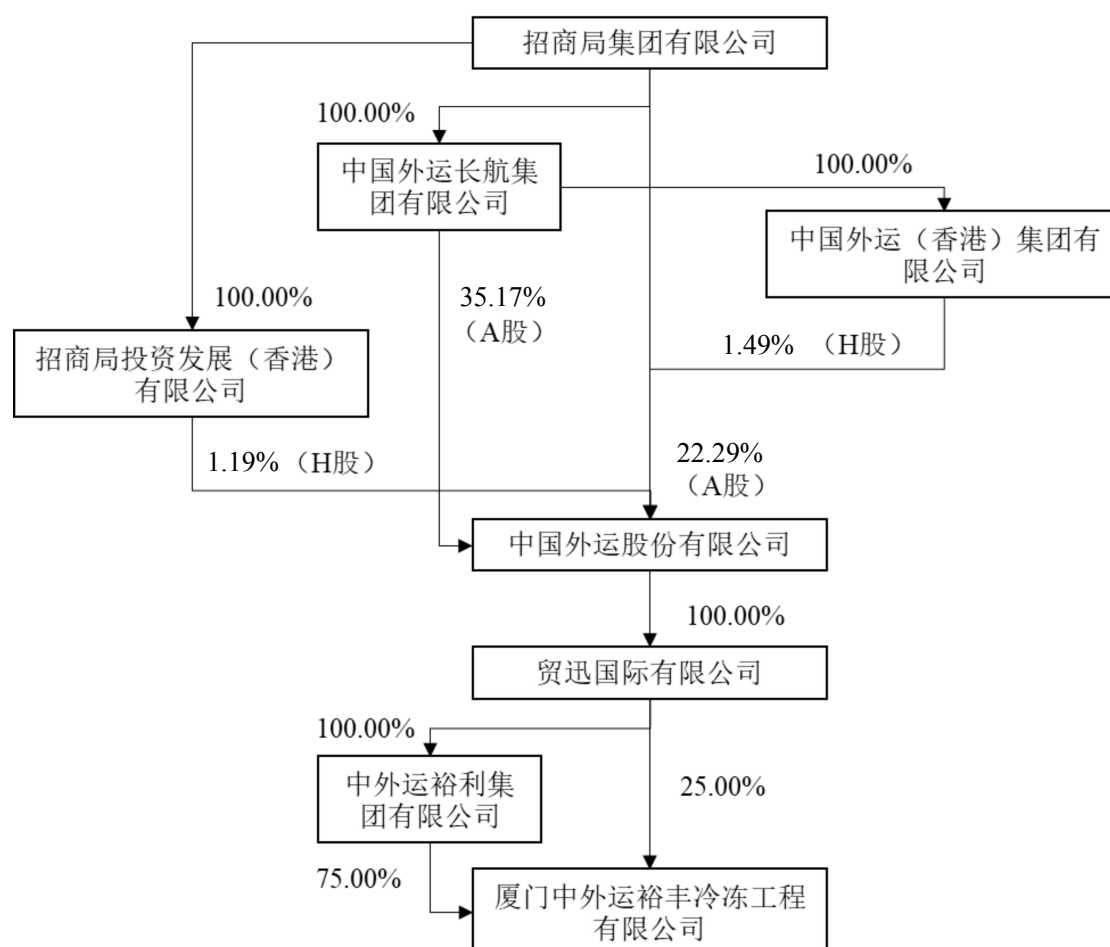 招商局集团有限公司
100.00%
中国外运长航集
团有限公司
100.00%
中国外运（香港）集团有
限公司
100.00%
35.17%
（A股）
招商局投资发展（香港）
有限公司
1.49% （H股）
1.19% （H股）
22.29%
（A股）
中国外运股份有限公司
100.00%
贸迅国际有限公司
100.00%
中外运裕利集
团有限公司
25.00%
75.00%
厦门中外运裕丰冷冻工程
有限公司